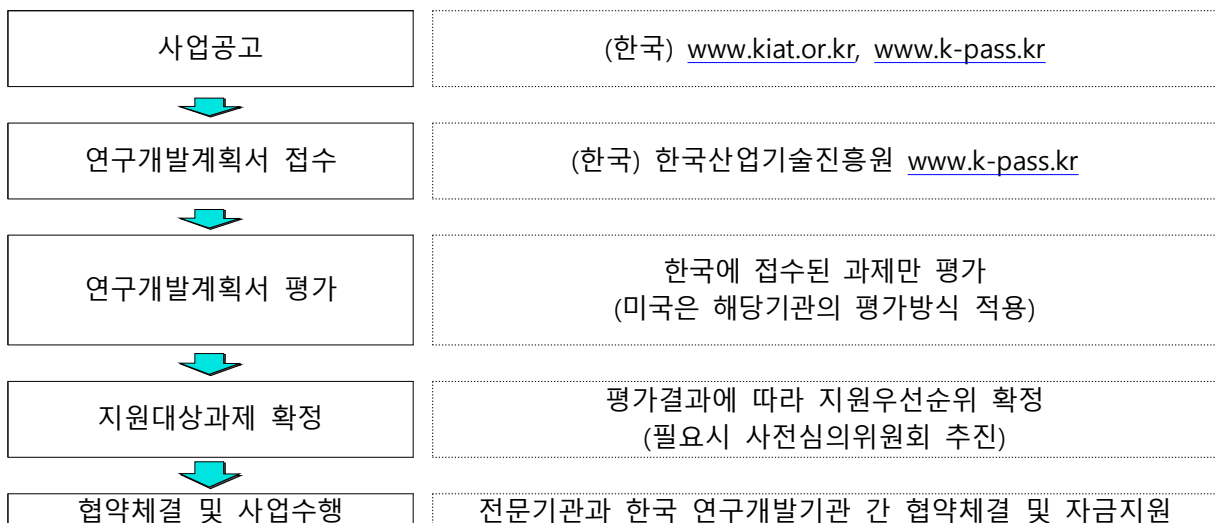 사업공고
(한국) www.kiat.or.kr, www.k-pass.kr
연구개발계획서 접수
(한국) 한국산업기술진흥원 www.k-pass.kr
연구개발계획서 평가
한국에 접수된 과제만 평가
(미국은 해당기관의 평가방식 적용)
지원대상과제 확정
평가결과에 따라 지원우선순위 확정
(필요시 사전심의위원회 추진)
협약체결 및 사업수행
전문기관과 한국 연구개발기관 간 협약체결 및 자금지원